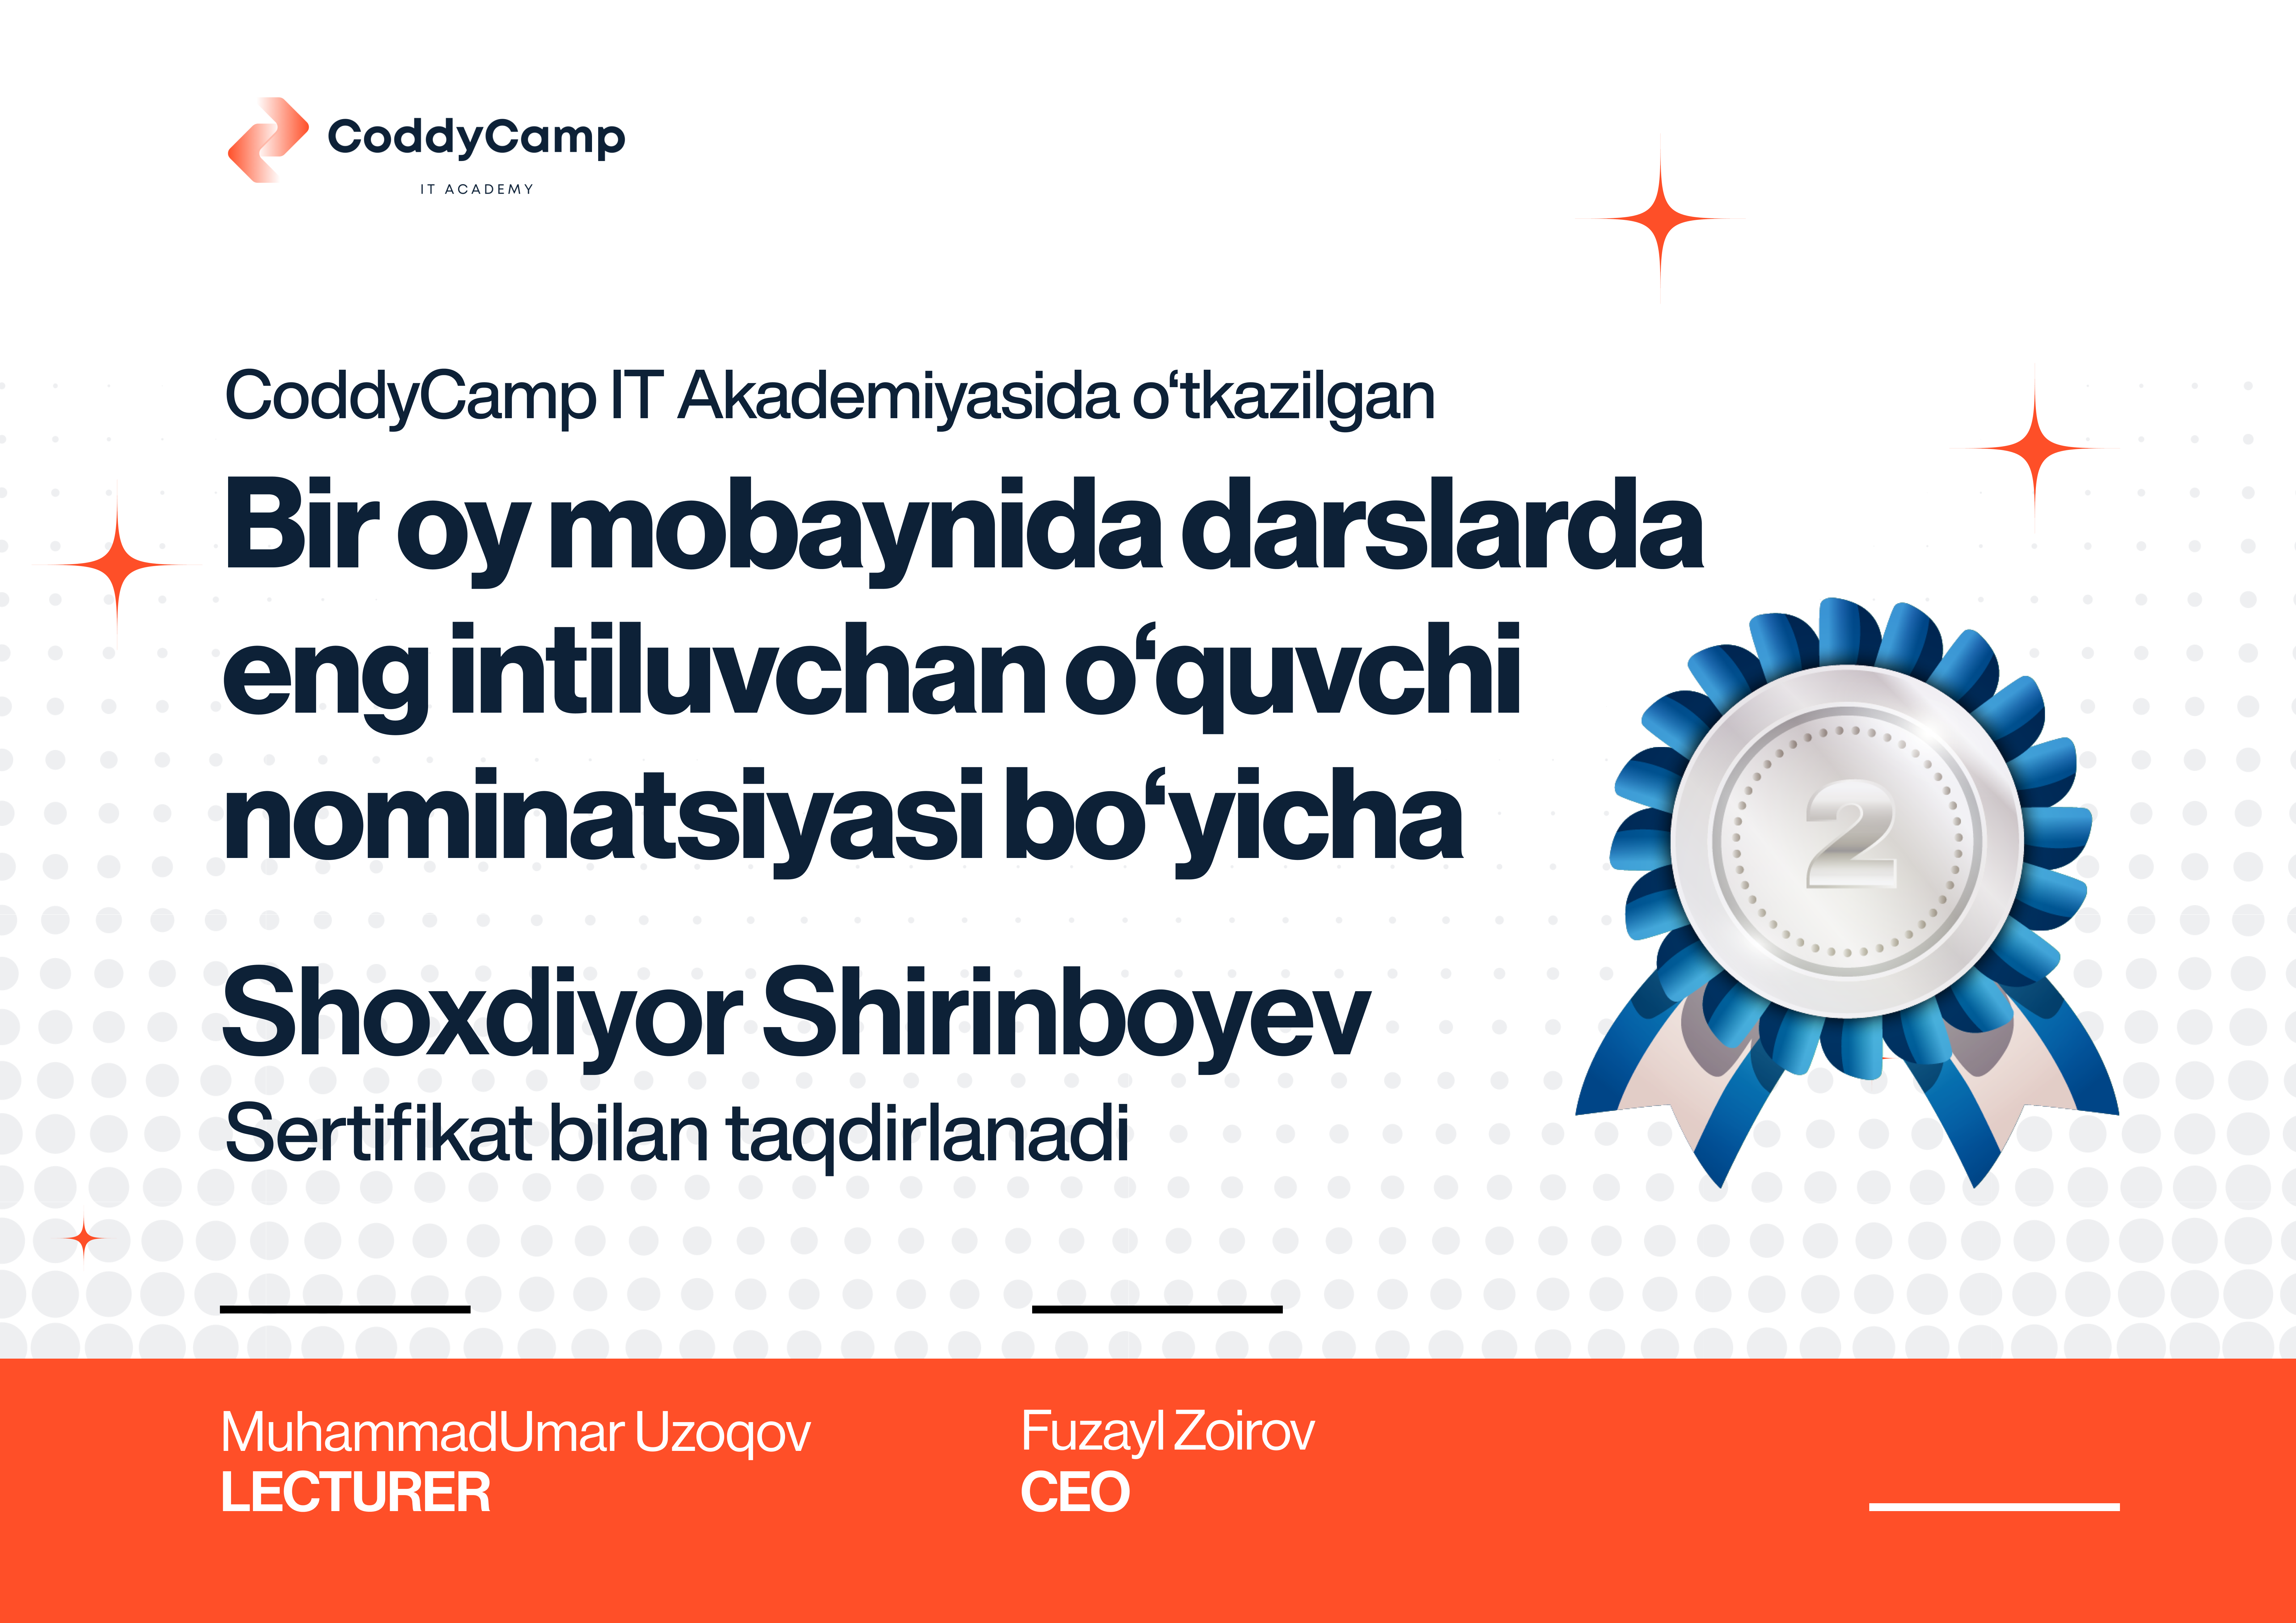 CoddyCamp
IT ACADEMY
CoddyCamp IT Akademiyasida o‘tkazilgan
Bir oy mobaynida darslarda
eng intiluvchan o‘quvchi
nominatsiyasi bo‘yicha
2
Shoxdiyor Shirinboyev
Sertifikat bilan taqdirlanadi
MuhammadUmar Uzoqov
LECTURER
Fuzayl Zoirov
CEO